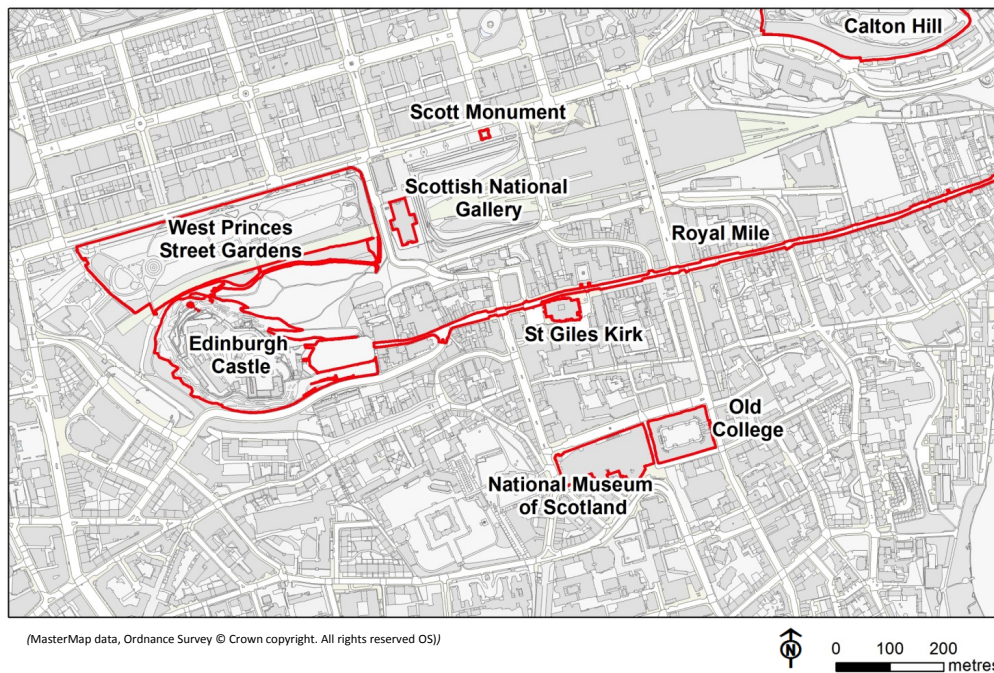 Calton Hill
Scott Monument
Scottish National
Gallery
West Princes
Street Gardens
Royal Mile
Edinburgh
Castle
St Giles Kirk
Old
College
National Museum
of Scotland
(MasterMap data, Ordnance Survey © Crown copyright. All rights reserved OS))
N
0 100 200
metres